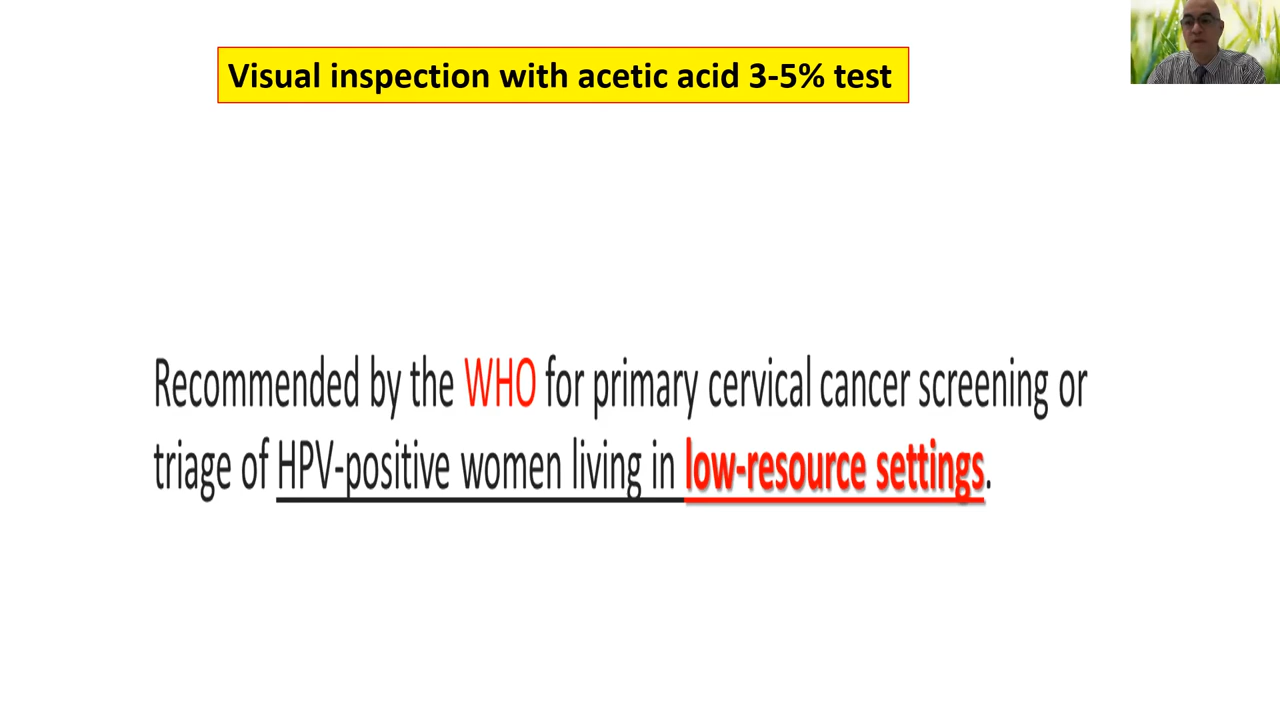 Visual inspection with acetic acid 3-5% test
Recommended by the WHO for primary cervical cancer screening or
triage of HPV-positive women living in low-resource settings.